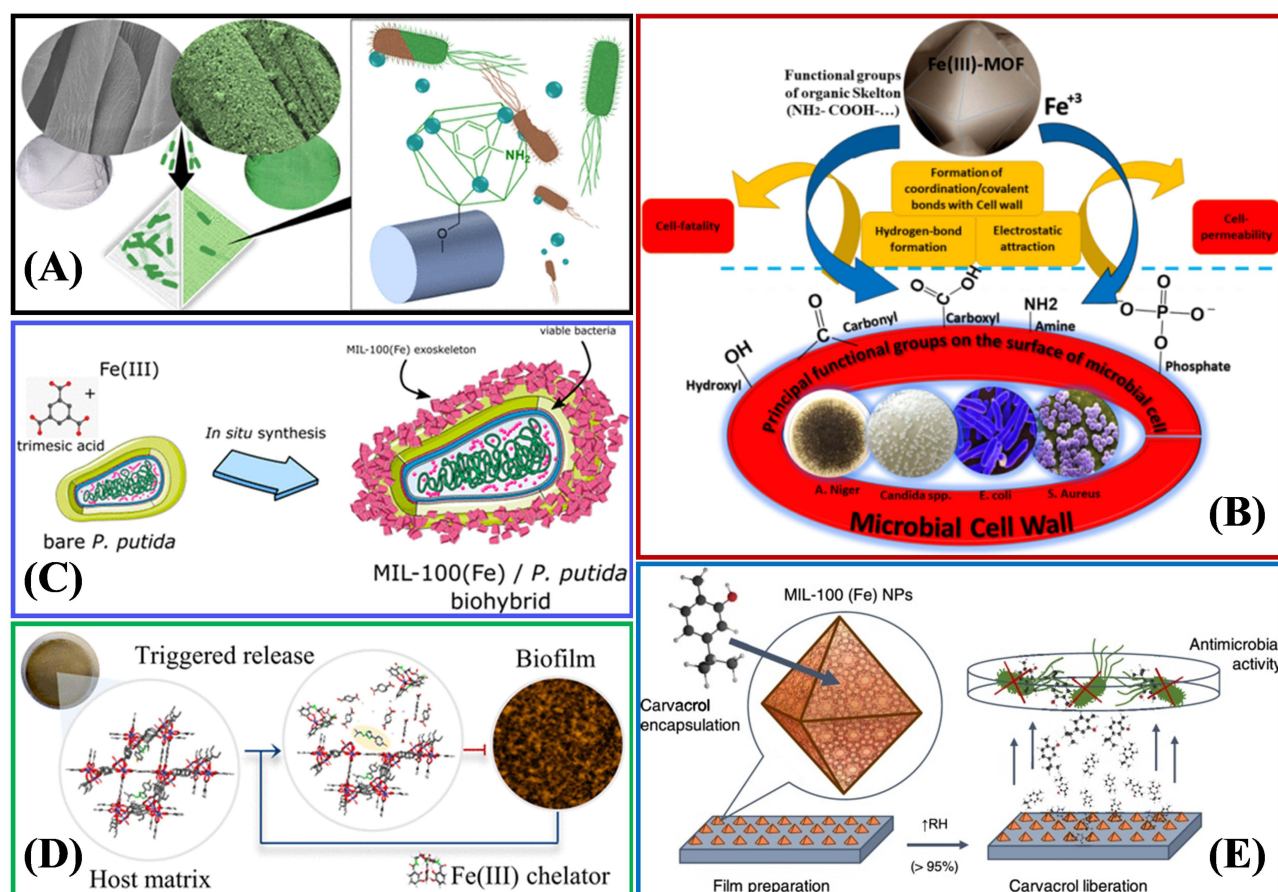 (A)
NH₂
O
Functional groups
of organic Skelton
(NH2- COOH-...)
Fe(III)-MOF
Fe⁺³
Formation of
coordination/covalent
bonds with Cell wall
Hydrogen-bond
formation
Electrostatic
attraction
Cell-fatality
Cell-
permeability
OH
Hydroxyl
O
C
Carbonyl
O
OH
C
Carboxyl
NH2
Amine
O
⁻O
P
O⁻
O
Phosphate
Principal functional groups on the surface of microbial cell
A. Niger
Candida spp.
E. coli
S. Aureus
Microbial Cell Wall
(B)
Fe(III)
+
trimesic acid
bare P. putida
In situ synthesis
MIL-100(Fe) exoskeleton
viable bacteria
MIL-100(Fe) / P. putida
biohybrid
(C)
Triggered release
Biofilm
Host matrix
Fe(III) chelator
(D)
MIL-100 (Fe) NPs
Carvacrol
encapsulation
Antimicrobial
activity
↑RH
(> 95%)
Film preparation
Carvacrol liberation
(E)